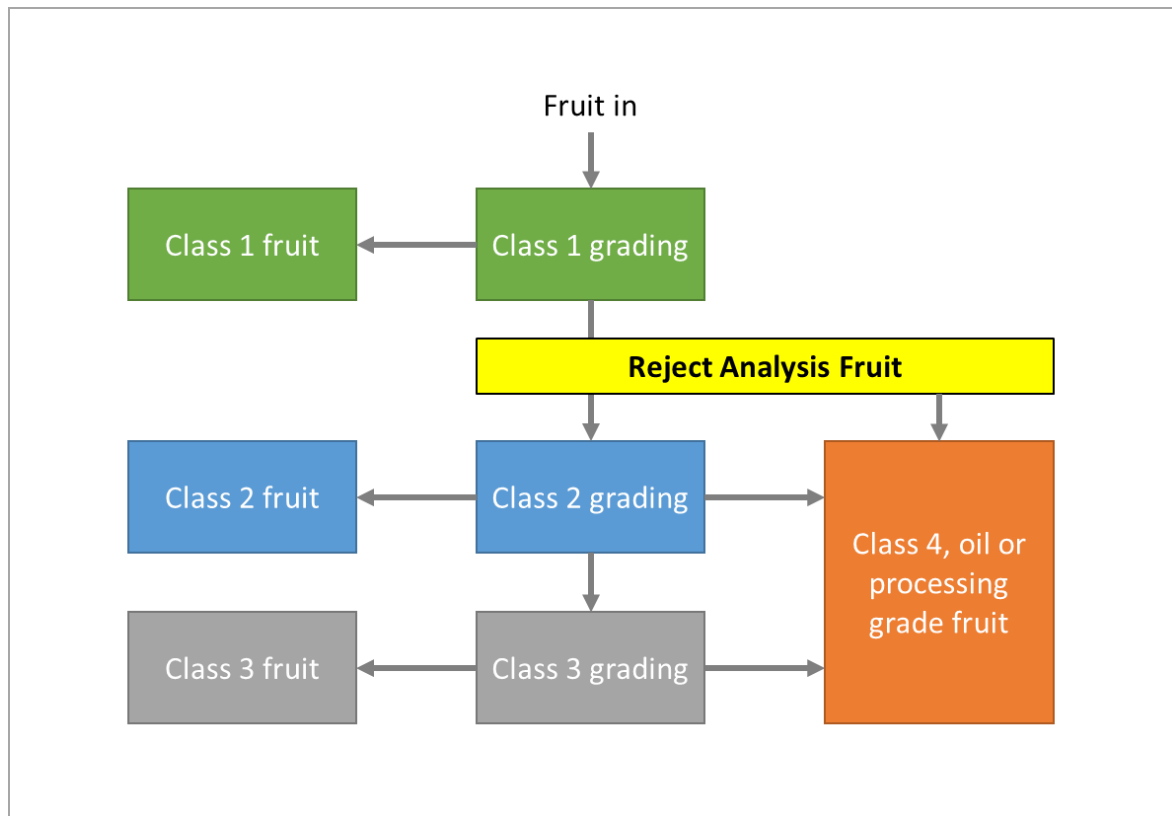 Fruit in
Class 1 fruit
Class 1 grading
Reject Analysis Fruit
Class 2 fruit
Class 2 grading
Class 4, oil or
processing
grade fruit
Class 3 fruit
Class 3 grading